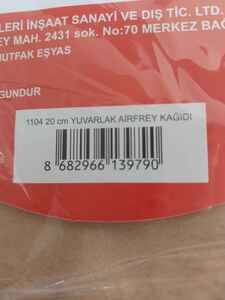 LERİ İNŞAAT SANAYİ VE DIŞ TİC. LTD.
EY MAH. 2431 sok. No:70 MERKEZ BAĞ
MUTFAK EŞYAS
GUNDUR
1104 20 cm YUVARLAK AIRFREY KAĞIDI
8 682966 139790